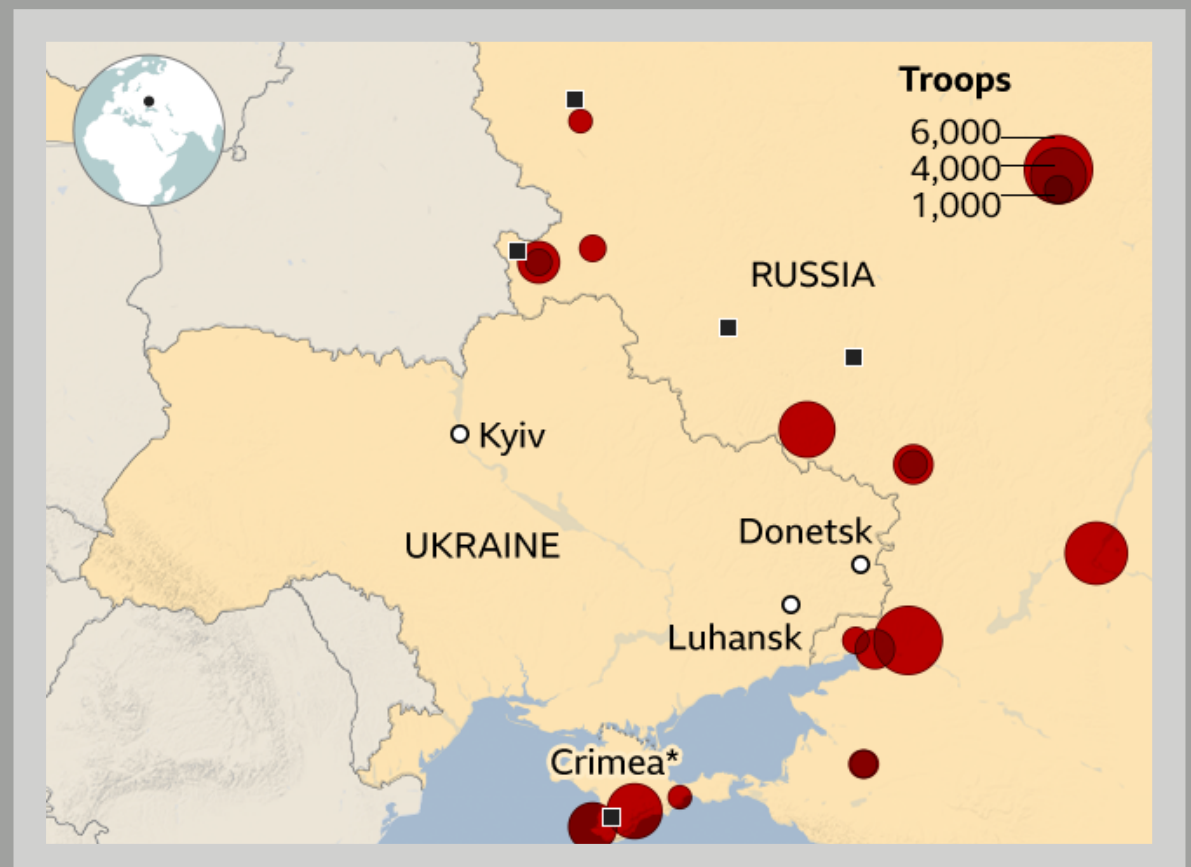 Troops
6,000
4,000
1,000
RUSSIA
Kyiv
UKRAINE
Donetsk
Luhansk
Crimea*